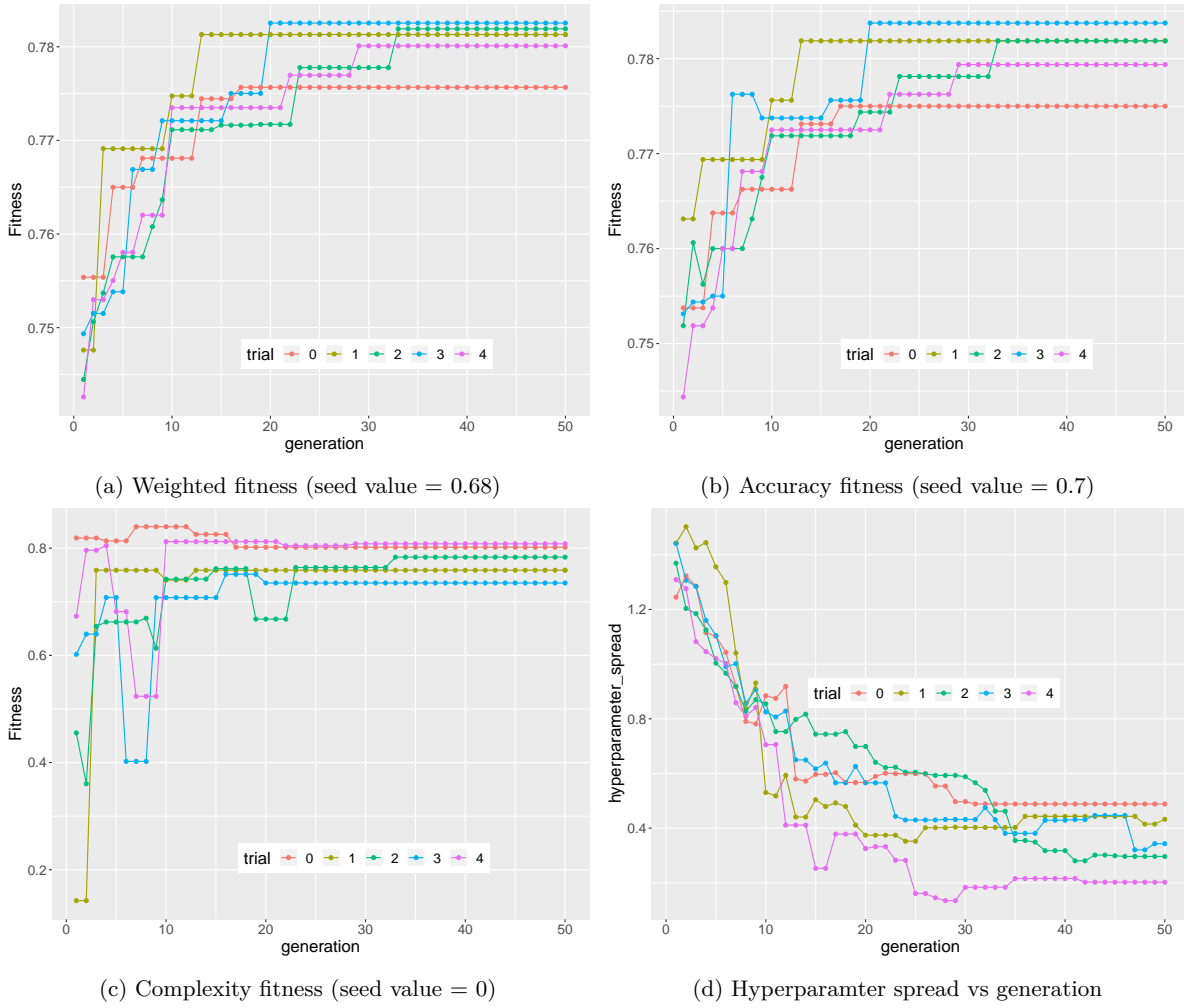 0.78
0.77
0.76
0.75
Fitness
trial 0 1 2 3 4
0 10 20 30 40 50
generation
(a) Weighted fitness (seed value = 0.68)
0.78
0.77
0.76
0.75
Fitness
trial 0 1 2 3 4
0 10 20 30 40 50
generation
(b) Accuracy fitness (seed value = 0.7)
0.8
0.6
0.4
0.2
Fitness
trial 0 1 2 3 4
0 10 20 30 40 50
generation
(c) Complexity fitness (seed value = 0)
1.2
0.8
0.4
hyperparameter_spread
trial 0 1 2 3 4
0 10 20 30 40 50
generation
(d) Hyperparamter spread vs generation